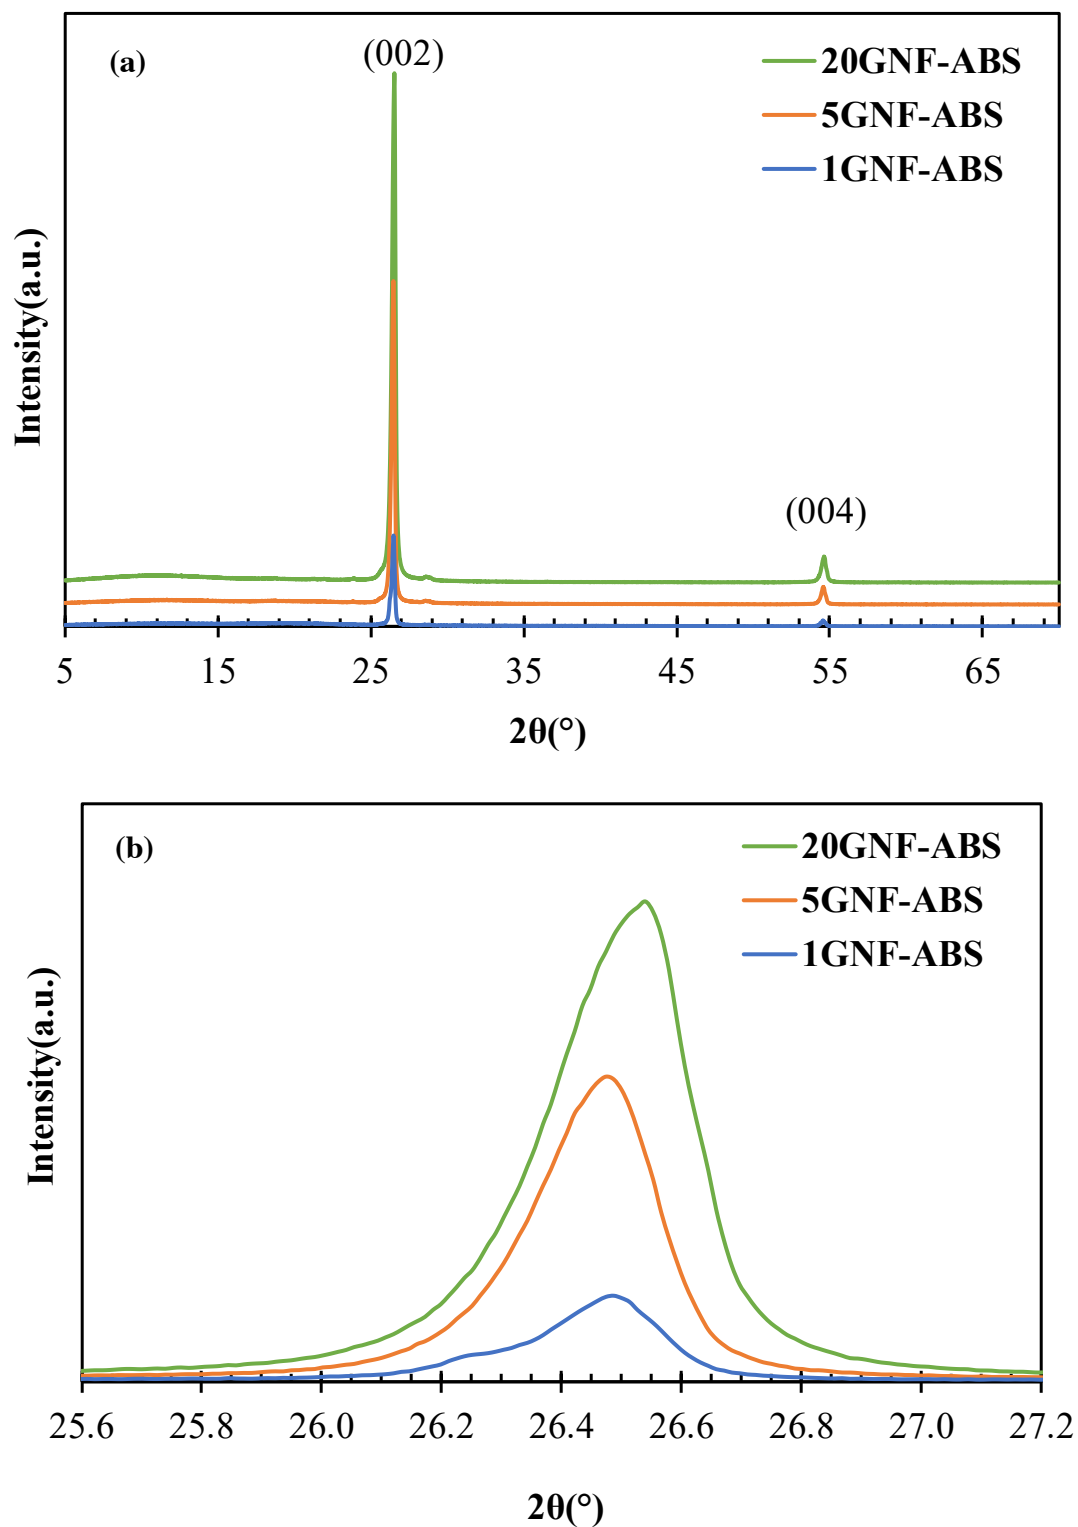 (a)
(002)
20GNF-ABS
5GNF-ABS
1GNF-ABS
Intensity(a.u.)
(004)
5 15 25 35 45 55 65
2θ(°)
(b)
20GNF-ABS
5GNF-ABS
1GNF-ABS
Intensity(a.u.)
25.6 25.8 26.0 26.2 26.4 26.6 26.8 27.0 27.2
2θ(°)